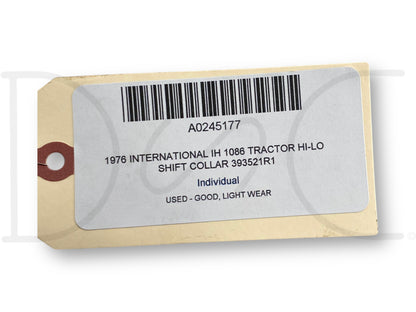 A0245177
1976 INTERNATIONAL IH 1086 TRACTOR HI-LO
SHIFT COLLAR 393521R1
Individual
USED - GOOD, LIGHT WEAR